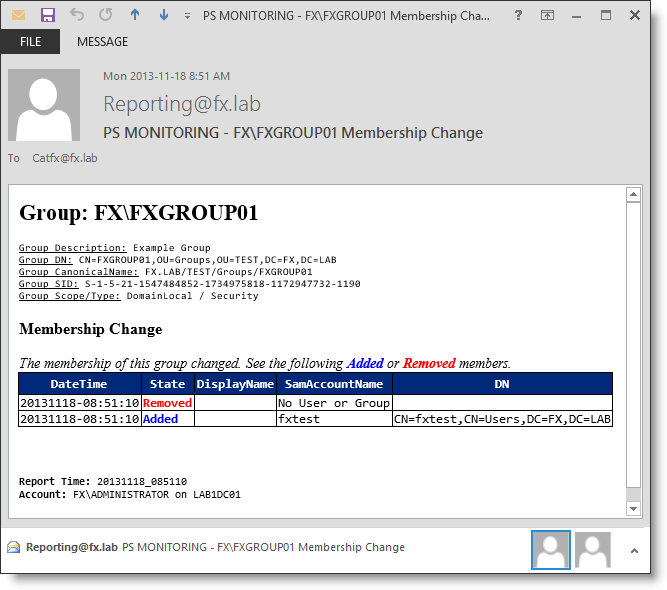 PS MONITORING - FX\FXGROUP01 Membership Cha... ?
FILE MESSAGE
Mon 2013-11-18 8:51 AM
Reporting@fx.lab
PS MONITORING - FX\FXGROUP01 Membership Change
To Catfx@fx.lab
Group: FX\FXGROUP01
Group Description: Example Group
Group DN: CN=FXGROUP01,OU=Groups,OU=TEST,DC=FX,DC=LAB
Group CanonicalName: FX.LAB/TEST/Groups/FXGROUP01
Group SID: S-1-5-21-1547484852-1734975818-1172947732-1190
Group Scope/Type: DomainLocal / Security
Membership Change
The membership of this group changed. See the following Added or Removed members.
DateTime State DisplayName SamAccountName DN
20131118-08:51:10 Removed No User or Group
20131118-08:51:10 Added fxtest CN=fxtest,CN=Users,DC=FX,DC=LAB
Report Time: 20131118_085110
Account: FX\ADMINISTRATOR on LAB1DC01
Reporting@fx.lab PS MONITORING - FX\FXGROUP01 Membership Change